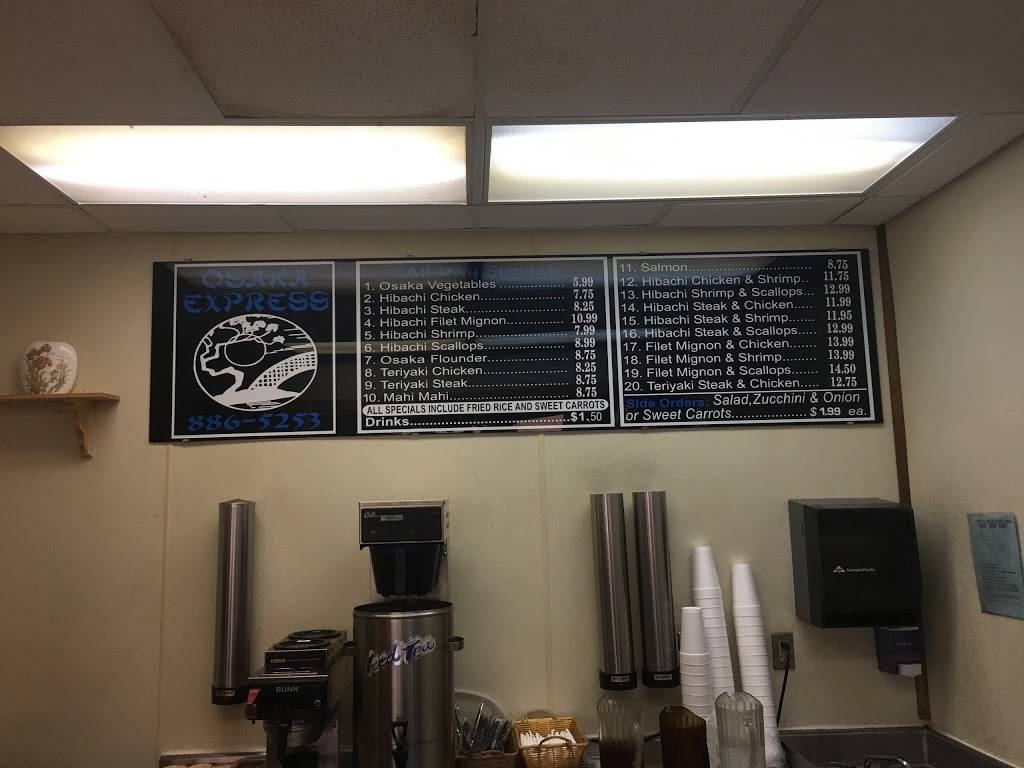 OSAKA
EXPRESS
886-5253
All Day Specials
1. Osaka Vegetables 5.99
2. Hibachi Chicken............ 7.75
3. Hibachi Steak............ 8.25
4. Hibachi Filet Mignon............ 10.99
5. Hibachi Shrimp............ 7.99
6. Hibachi Scallops............ 8.99
7. Osaka Flounder............ 8.75
8. Teriyaki Chicken............ 8.25
9. Teriyaki Steak............ 8.75
10. Mahi Mahi............ 8.75
ALL SPECIALS INCLUDE FRIED RICE AND SWEET CARROTS
Drinks............ $1.50
11. Salmon............ 8.75
12. Hibachi Chicken & Shrimp.. 11.75
13. Hibachi Shrimp & Scallops... 12.99
14. Hibachi Steak & Chicken..... 11.99
15. Hibachi Steak & Shrimp..... 11.95
16. Hibachi Steak & Scallops..... 12.99
17. Filet Mignon & Chicken....... 13.99
18. Filet Mignon & Shrimp........ 13.99
19. Filet Mignon & Scallops...... 14.50
20. Teriyaki Steak & Chicken..... 12.75
Side Orders: Salad,Zucchini & Onion
or Sweet Carrots............ $1.99 ea.
Iced Tea
BUNN